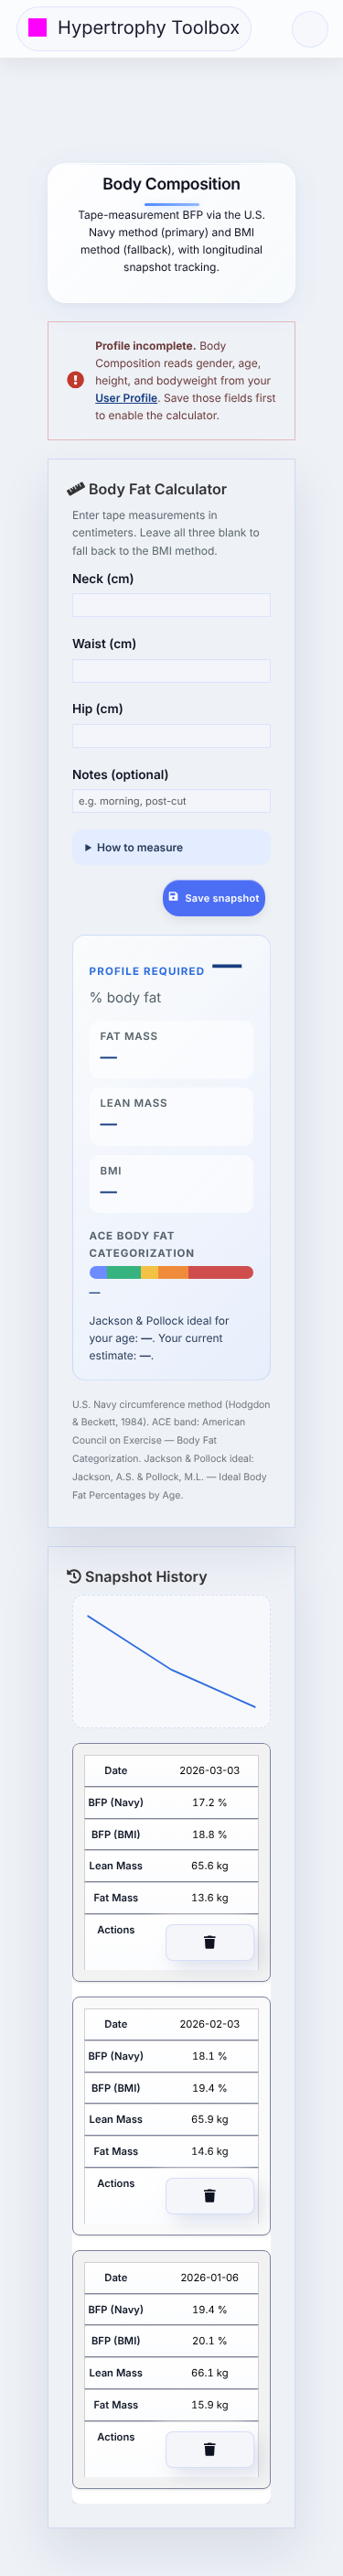 Hypertrophy Toolbox
Body Composition
Tape-measurement BFP via the U.S.
Navy method (primary) and BMI
method (fallback), with longitudinal
snapshot tracking.
Profile incomplete. Body
Composition reads gender, age,
height, and bodyweight from your
User Profile. Save those fields first
to enable the calculator.
Body Fat Calculator
Enter tape measurements in
centimeters. Leave all three blank to
fall back to the BMI method.
Neck (cm)
Waist (cm)
Hip (cm)
Notes (optional)
e.g. morning, post-cut
How to measure
Save snapshot
PROFILE REQUIRED —
% body fat
FAT MASS
—
LEAN MASS
—
BMI
—
ACE BODY FAT
CATEGORIZATION
—
Jackson & Pollock ideal for
your age: —. Your current
estimate: —.
U.S. Navy circumference method (Hodgdon
& Beckett, 1984). ACE band: American
Council on Exercise — Body Fat
Categorization. Jackson & Pollock ideal:
Jackson, A.S. & Pollock, M.L. — Ideal Body
Fat Percentages by Age.
Snapshot History
Date 2026-03-03
BFP (Navy) 17.2 %
BFP (BMI) 18.8 %
Lean Mass 65.6 kg
Fat Mass 13.6 kg
Actions
Date 2026-02-03
BFP (Navy) 18.1 %
BFP (BMI) 19.4 %
Lean Mass 65.9 kg
Fat Mass 14.6 kg
Actions
Date 2026-01-06
BFP (Navy) 19.4 %
BFP (BMI) 20.1 %
Lean Mass 66.1 kg
Fat Mass 15.9 kg
Actions